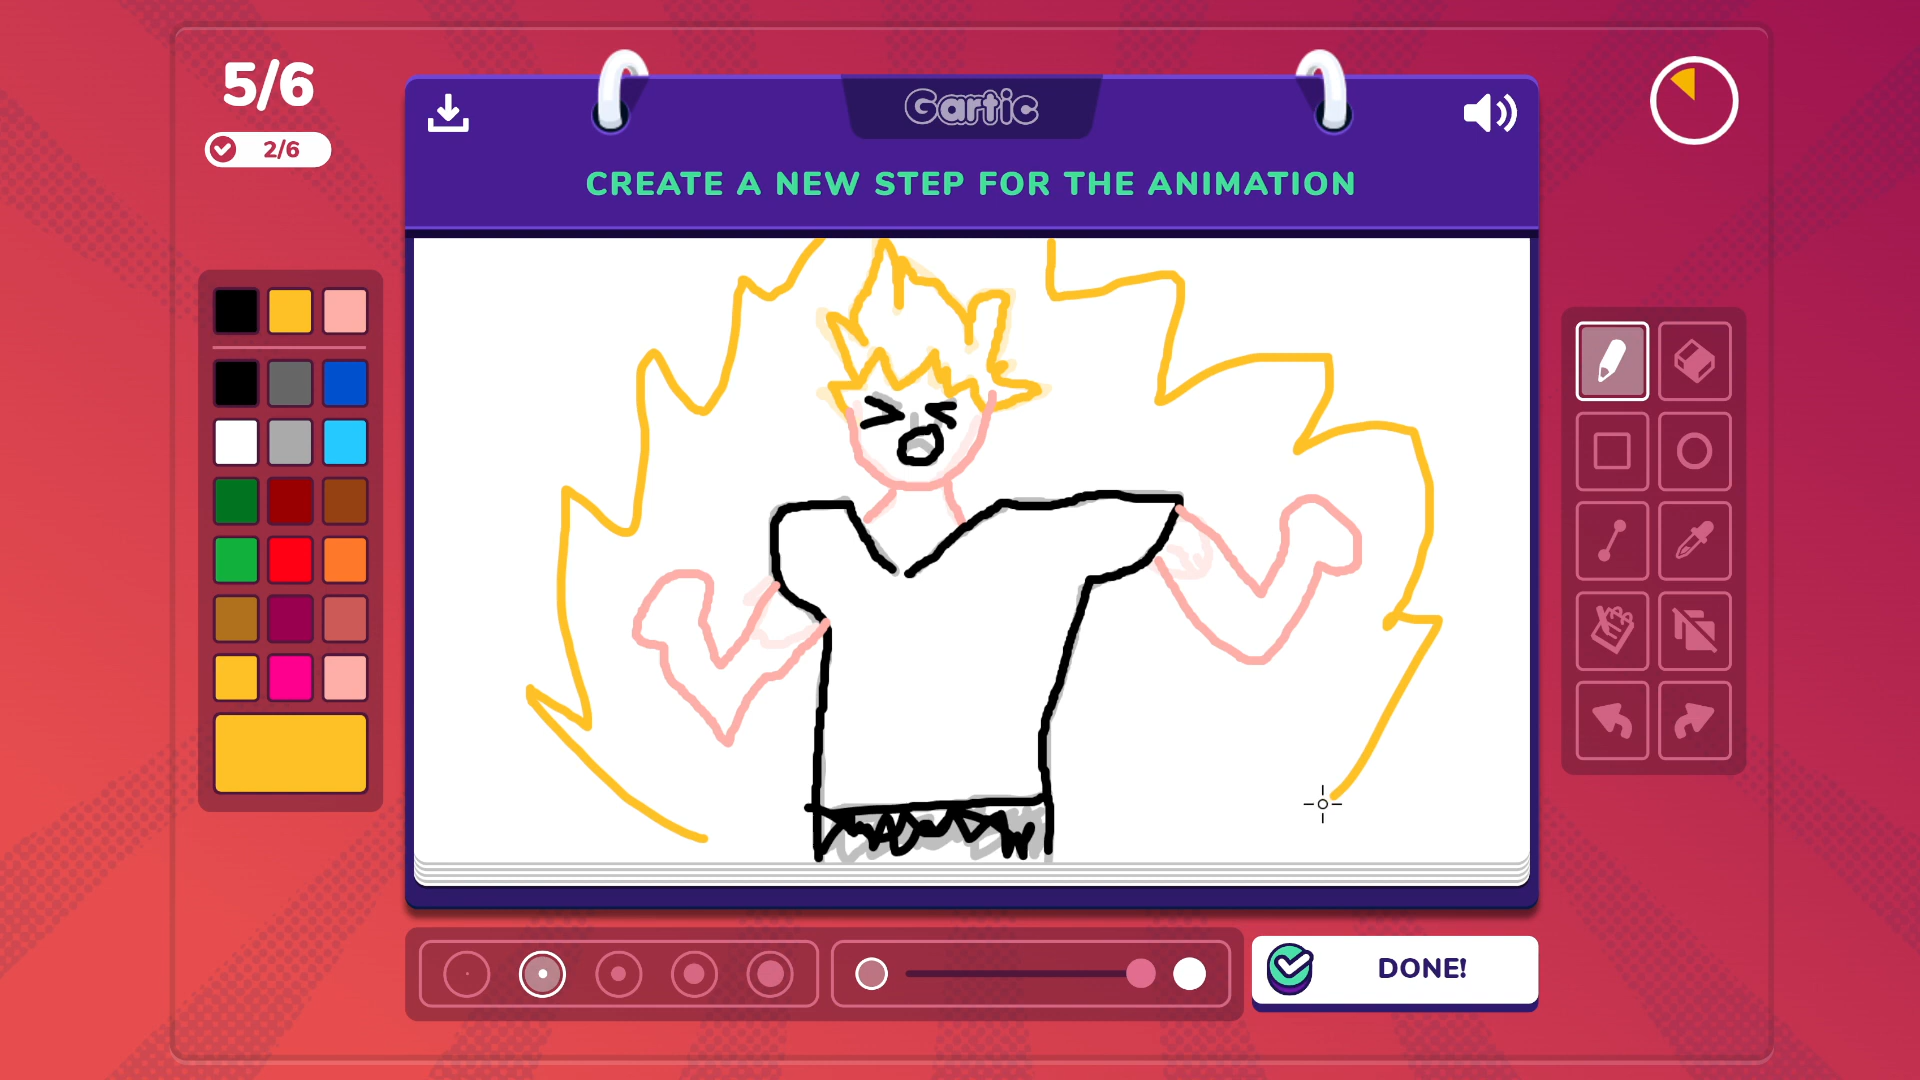 5/6
2/6
Gartic
CREATE A NEW STEP FOR THE ANIMATION
DONE!